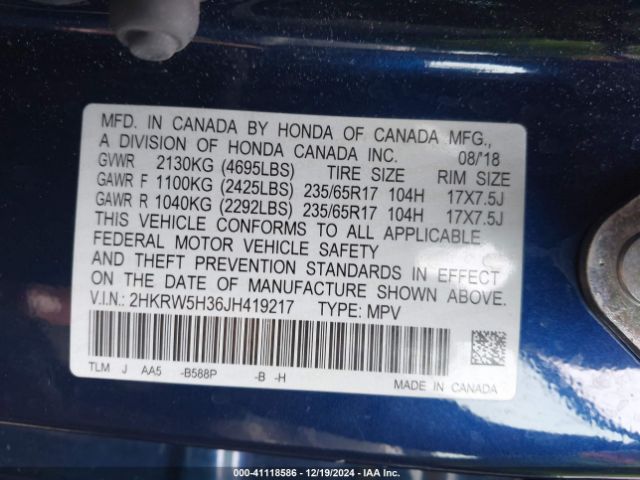 MFD. IN CANADA BY HONDA OF CANADA MFG.,
A DIVISION OF HONDA CANADA INC. 08/'18
GVWR 2130KG (4695LBS) TIRE SIZE RIM SIZE
GAWR F 1100KG (2425LBS) 235/65R17 104H 17X7.5J
GAWR R 1040KG (2292LBS) 235/65R17 104H 17X7.5J
THIS VEHICLE CONFORMS TO ALL APPLICABLE
FEDERAL MOTOR VEHICLE SAFETY
AND THEFT PREVENTION STANDARDS IN EFFECT
ON THE DATE OF MANUFACTURE SHOWN ABOVE.
V.I.N.: 2HKRW5H36JH419217 TYPE: MPV
TLM J AA5 -B588P -B -H
MADE IN CANADA
000-41118586 - 12/19/2024 - IAA Inc.